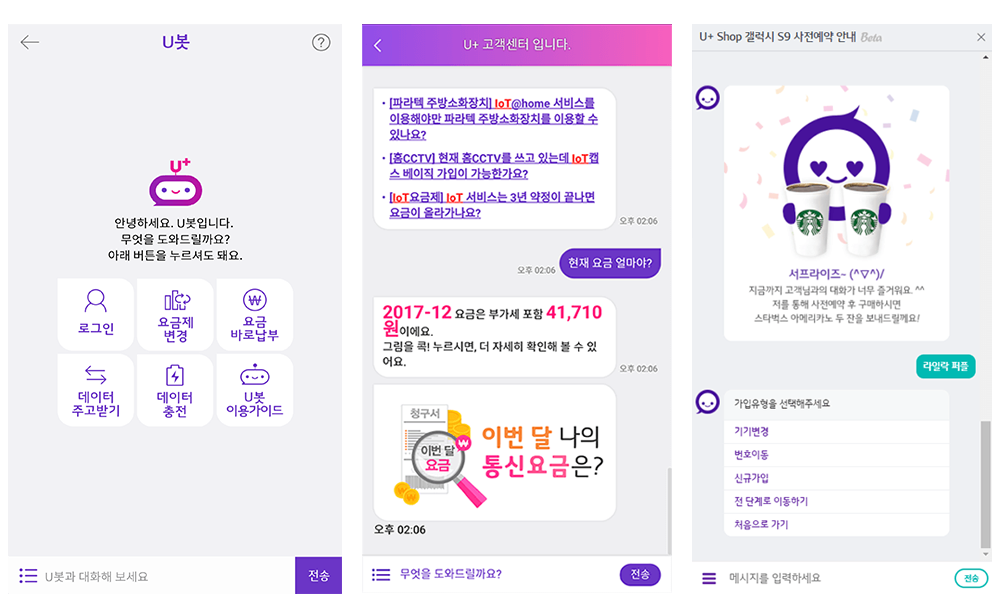 U봇
?
U+
안녕하세요. U봇입니다.
무엇을 도와드릴까요?
아래 버튼을 누르셔도 돼요.
로그인
요금제
변경
요금
바로납부
데이터
주고받기
데이터
충전
U봇
이용가이드
U봇과 대화해 보세요
전송
U+ 고객센터 입니다.
• [파라텍 주방소화장치] IoT@home 서비스를
이용해야만 파라텍 주방소화장치를 이용할 수
있나요?
• [홈CCTV] 현재 홈CCTV를 쓰고 있는데 IoT캡
스 베이직 가입이 가능한가요?
• [IoT요금제] IoT 서비스는 3년 약정이 끝나면
요금이 올라가나요?
오후 02:06
오후 02:06
현재 요금 얼마야?
2017-12 요금은 부가세 포함 41,710
원이에요.
그림을 콕! 누르시면, 더 자세히 확인해 볼 수 있
어요.
오후 02:06
청구서
이번 달
요금
이번 달 나의
통신요금은?
오후 02:06
무엇을 도와드릴까요?
전송
U+ Shop 갤럭시 S9 사전예약 안내 Beta
서프라이즈~ (^▽^)/
지금까지 고객님과의 대화가 너무 즐거워요. ^^
저를 통해 사전예약 후 구매하시면
스타벅스 아메리카노 두 잔을 보내드릴께요!
라일락 퍼플
가입유형을 선택해주세요
기기변경
번호이동
신규가입
전 단계로 이동하기
처음으로 가기
메시지를 입력하세요
전송